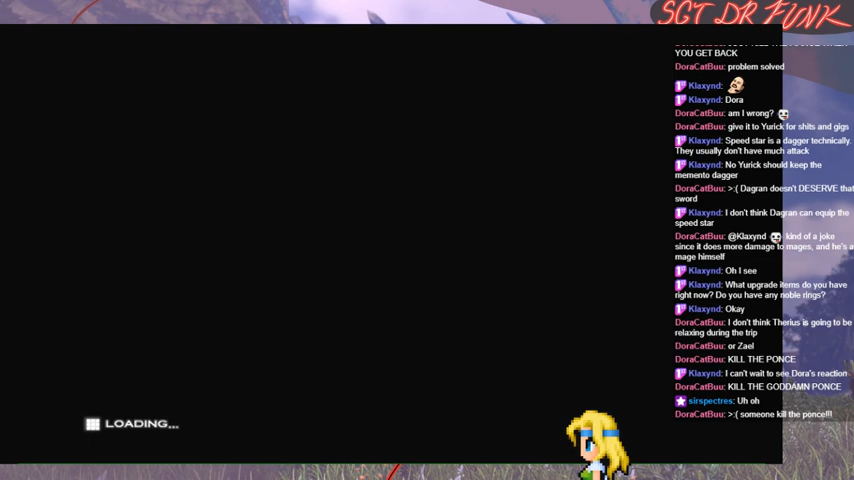 SGT DR FUNK
YOU GET BACK
DoraCatBuu: problem solved
Klaxynd:
Klaxynd: Dora
DoraCatBuu: am I wrong?
DoraCatBuu: give it to Yurick for shits and gigs
Klaxynd: Speed star is a dagger technically.
They usually don't have much attack
Klaxynd: No Yurick should keep the
memento dagger
DoraCatBuu: >:( Dagran doesn't DESERVE that
sword
Klaxynd: I don't think Dagran can equip the
speed star
DoraCatBuu: @Klaxynd kind of a joke
since it does more damage to mages, and he's a
mage himself
Klaxynd: Oh I see
Klaxynd: What upgrade items do you have
right now? Do you have any noble rings?
Klaxynd: Okay
DoraCatBuu: I don't think Therius is going to be
relaxing during the trip
DoraCatBuu: or Zael
DoraCatBuu: KILL THE PONCE
Klaxynd: I can't wait to see Dora's reaction
DoraCatBuu: KILL THE GODDAMN PONCE
sirspectres: Uh oh
DoraCatBuu: >:( someone kill the ponce!!!
LOADING...